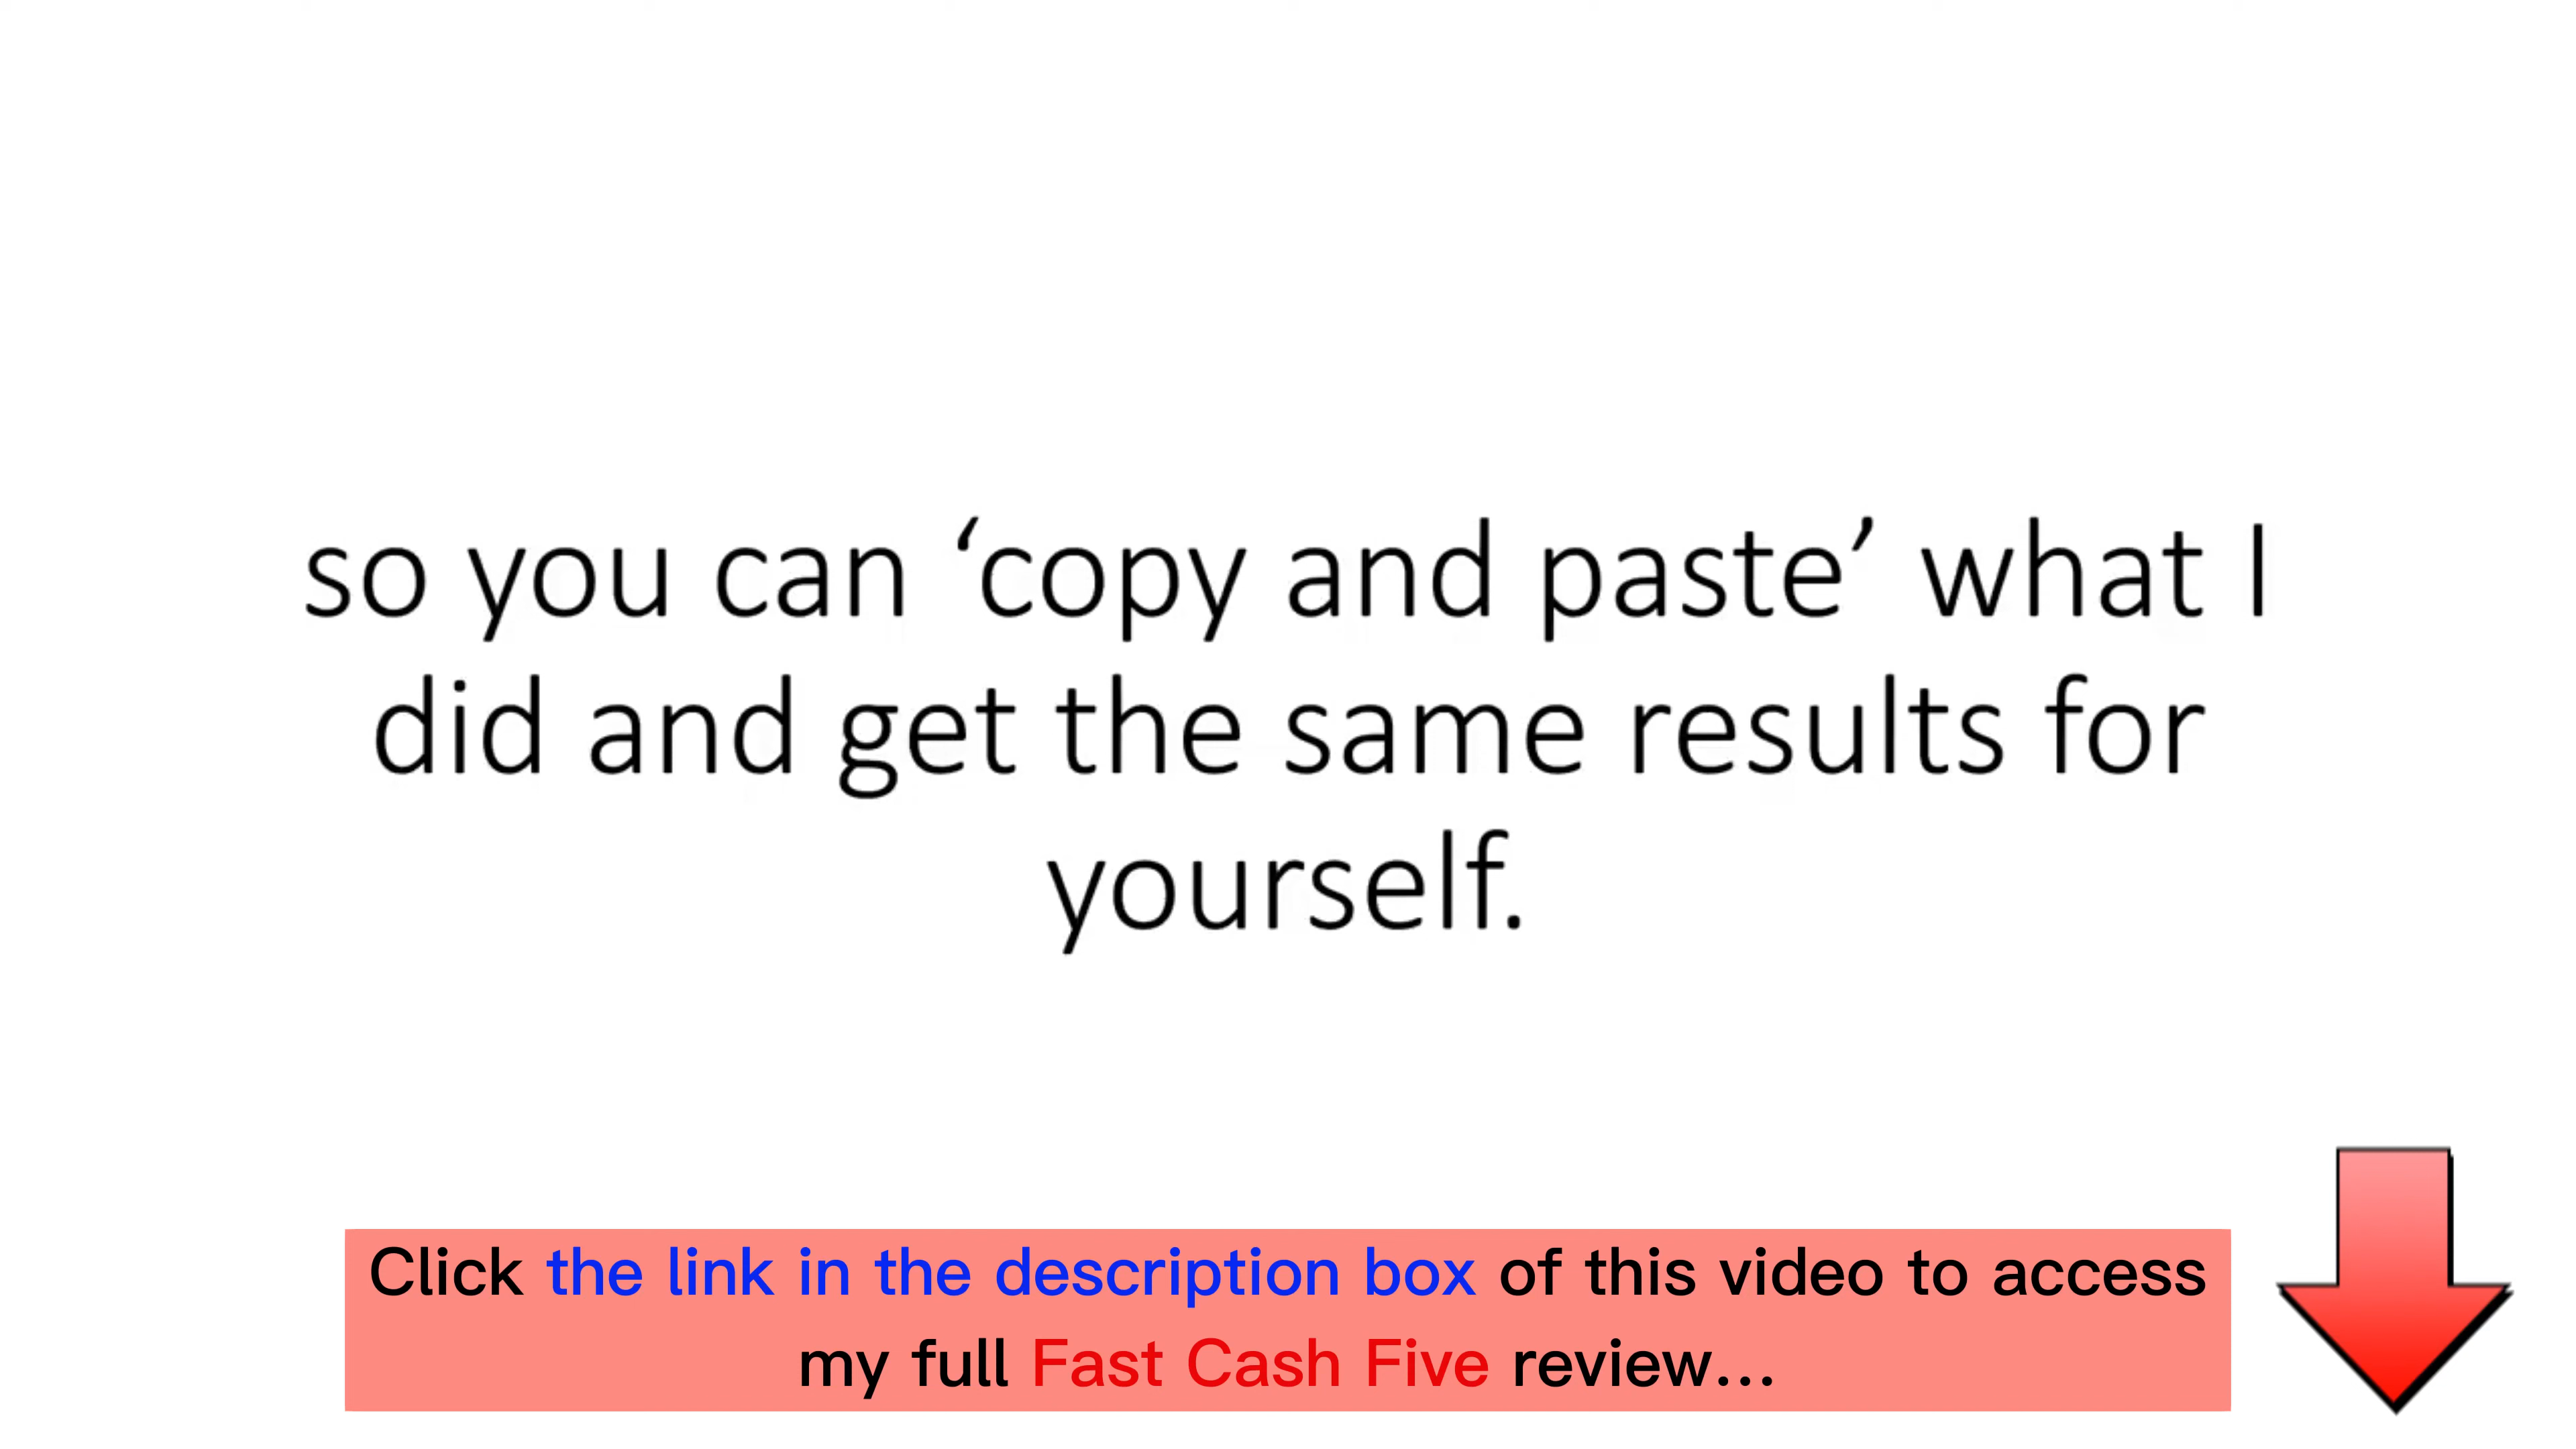 so you can ‘copy and paste’ what I
did and get the same results for
yourself.
Click the link in the description box of this video to access
my full Fast Cash Five review...